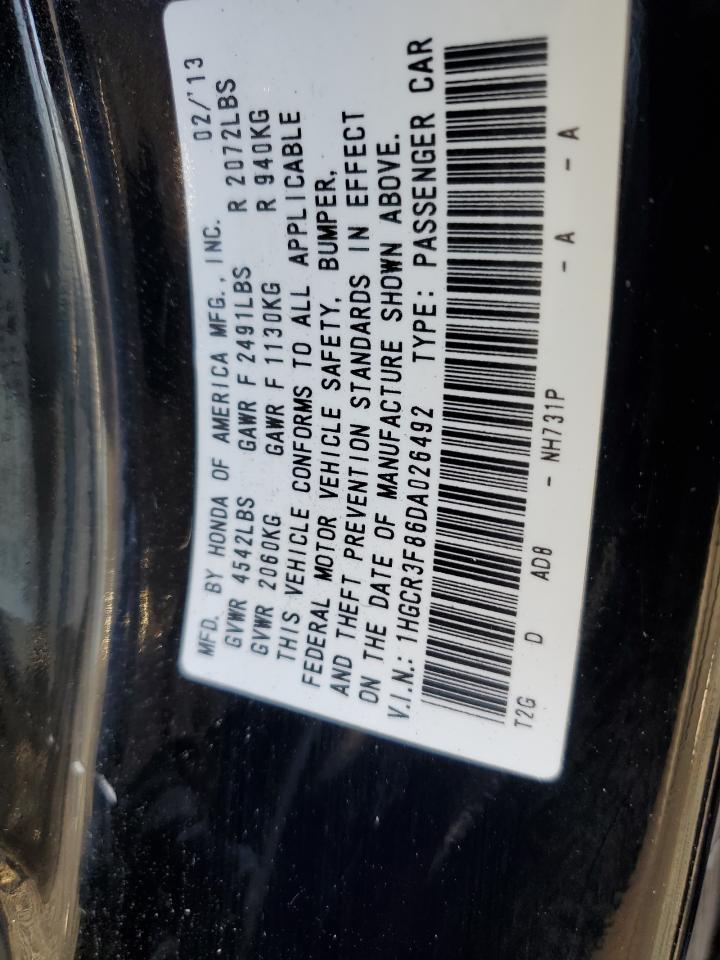 MFD. BY HONDA OF AMERICA MFG., INC. 02/'13
GVWR 4542LBS GAWR F 2491LBS R 2072LBS
GVWR 2060KG GAWR F 1130KG R 940KG
THIS VEHICLE CONFORMS TO ALL APPLICABLE
FEDERAL MOTOR VEHICLE SAFETY, BUMPER,
AND THEFT PREVENTION STANDARDS IN EFFECT
ON THE DATE OF MANUFACTURE SHOWN ABOVE.
V.I.N.: 1HGCR3F86DA026492 TYPE: PASSENGER CAR
T2G D AD8 - NH731P - A - A